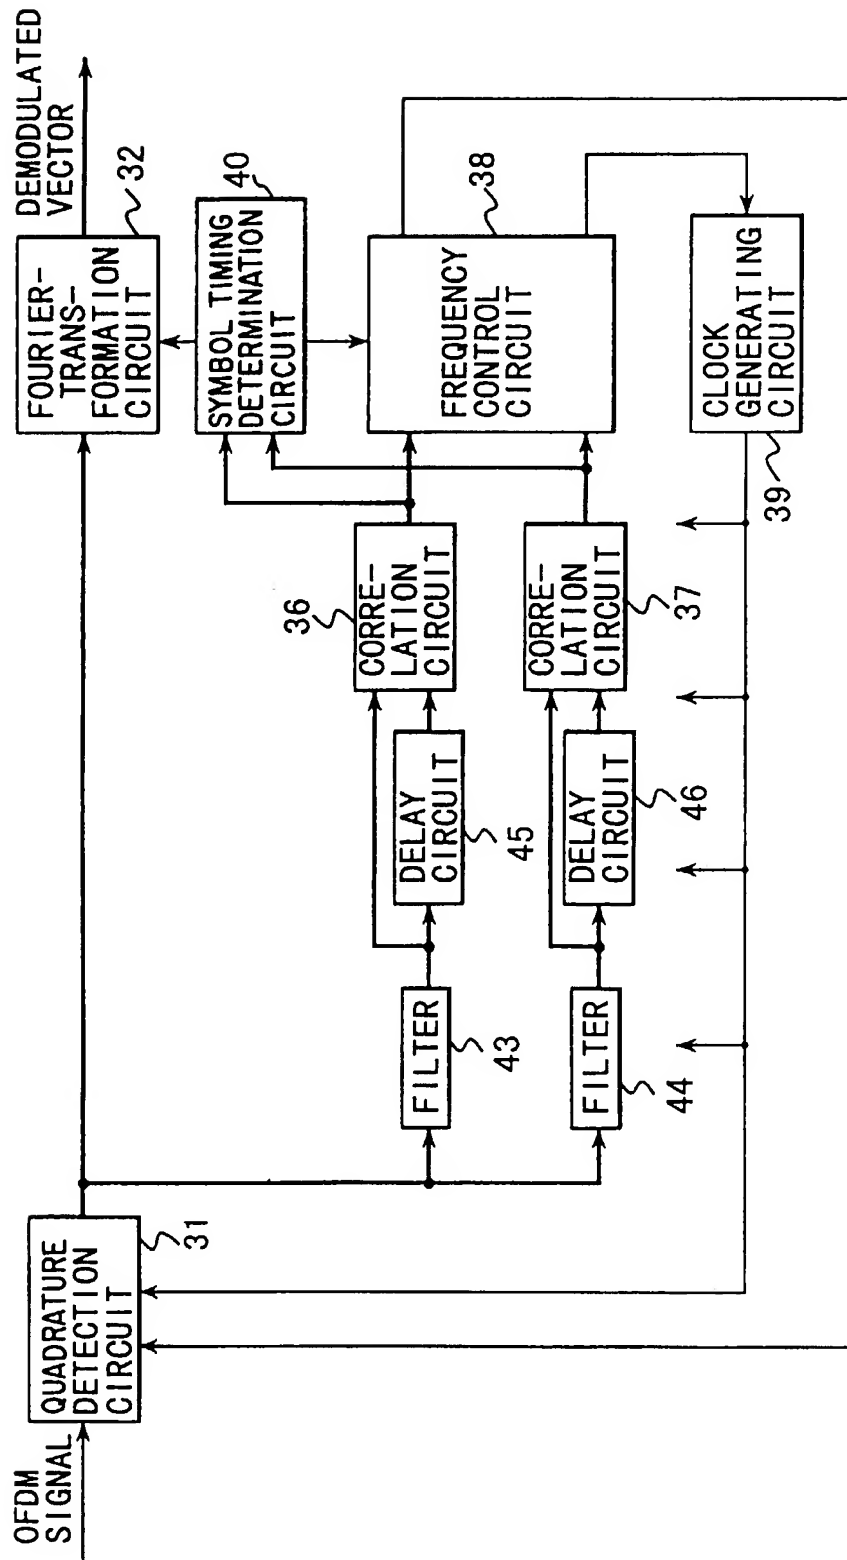 OFDM
SIGNAL
QUADRATURE
DETECTION
CIRCUIT
31
FOURIER-
TRANS-
FORMATION
CIRCUIT
32
DEMODULATED
VECTOR
SYMBOL TIMING
DETERMINATION
CIRCUIT
40
FILTER
43
DELAY
CIRCUIT
45
36
CORRE-
LATION
CIRCUIT
FREQUENCY
CONTROL
CIRCUIT
38
FILTER
44
DELAY
CIRCUIT
46
CORRE-
LATION
CIRCUIT
37
CLOCK
GENERATING
CIRCUIT
39